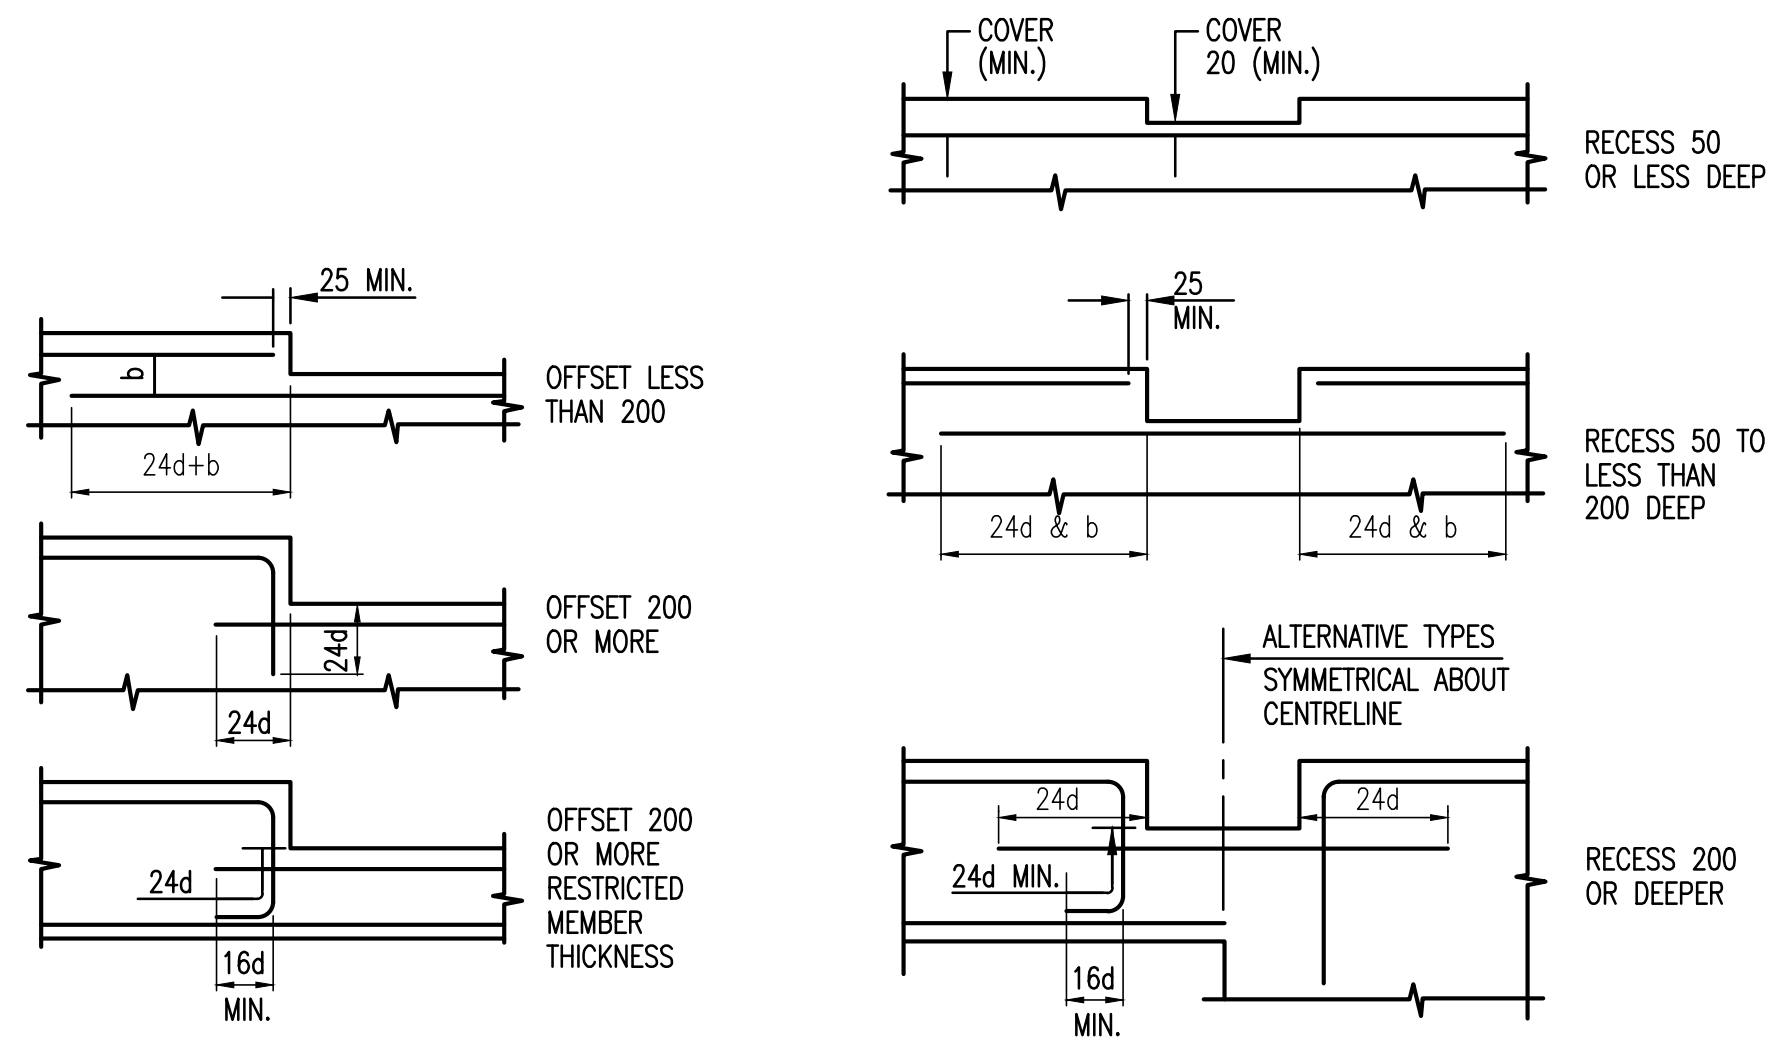 COVER
(MIN.)
COVER
20 (MIN.)
RECESS 50
OR LESS DEEP
25 MIN.
b
24d+b
OFFSET LESS
THAN 200
25
MIN.
24d & b
24d & b
RECESS 50 TO
LESS THAN
200 DEEP
24d
24d
OFFSET 200
OR MORE
ALTERNATIVE TYPES
SYMMETRICAL ABOUT
CENTRELINE
24d
16d
MIN.
OFFSET 200
OR MORE
RESTRICTED
MEMBER
THICKNESS
24d
24d
24d MIN.
16d
MIN.
RECESS 200
OR DEEPER